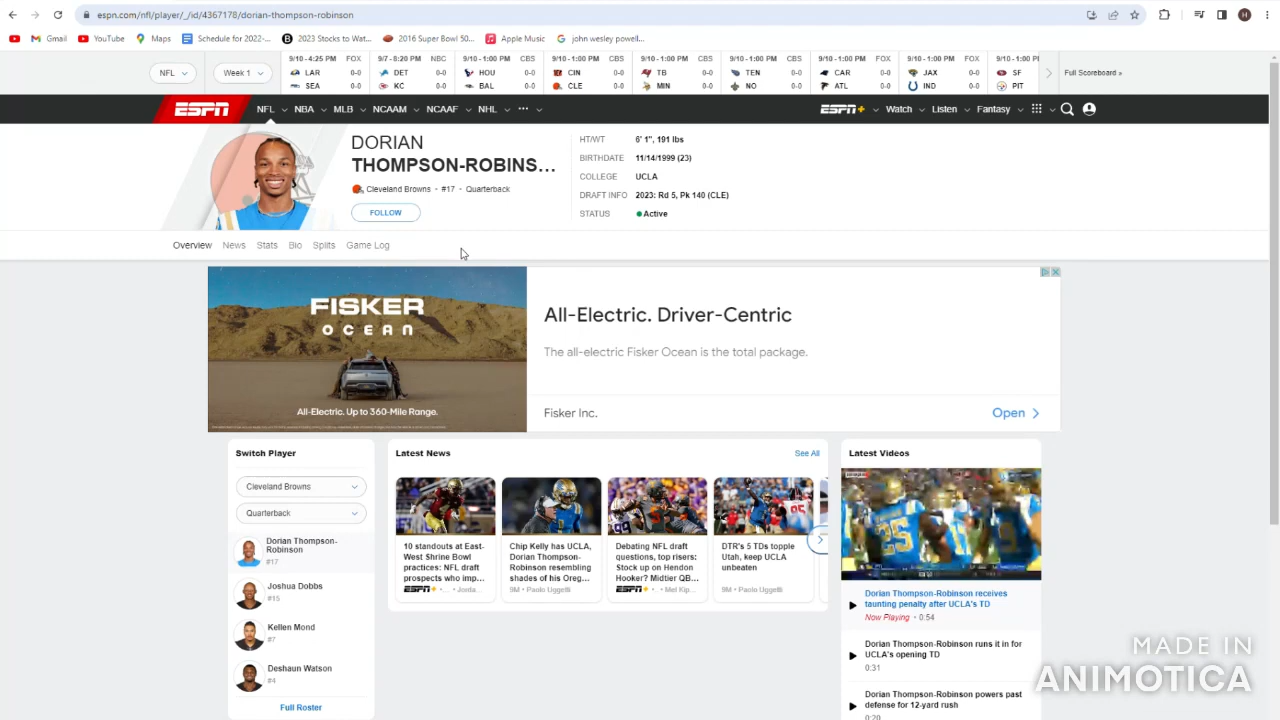 espn.com/nfl/player/_/id/4367178/dorian-thompson-robinson
Gmail
YouTube
Maps
Schedule for 2022-...
2023 Stocks to Wat...
2016 Super Bowl 50...
Apple Music
john wesley powell...
NFL
Week 1
9/10 - 4:25 PM FOX
LAR 0-0
SEA 0-0
9/7 - 8:20 PM NBC
DET 0-0
KC 0-0
9/10 - 1:00 PM CBS
HOU 0-0
BAL 0-0
9/10 - 1:00 PM CBS
CIN 0-0
CLE 0-0
9/10 - 1:00 PM CBS
TB 0-0
MIN 0-0
9/10 - 1:00 PM CBS
TEN 0-0
NO 0-0
9/10 - 1:00 PM FOX
CAR 0-0
ATL 0-0
9/10 - 1:00 PM FOX
JAX 0-0
IND 0-0
9/10 - 1:00 P
SF
PIT
Full Scoreboard »
ESPN NFL NBA MLB NCAAM NCAAF NHL ••• ESPN+ Watch Listen Fantasy H
DORIAN
THOMPSON-ROBINS...
Cleveland Browns • #17 • Quarterback
FOLLOW
HT/WT 6' 1", 191 lbs
BIRTHDATE 11/14/1999 (23)
COLLEGE UCLA
DRAFT INFO 2023: Rd 5, Pk 140 (CLE)
STATUS Active
Overview News Stats Bio Splits Game Log
FISKER
OCEAN
All-Electric. Up to 360-Mile Range.
All-Electric. Driver-Centric
The all-electric Fisker Ocean is the total package.
Fisker Inc.
Open
Switch Player
Cleveland Browns
Quarterback
Dorian Thompson-
Robinson
#17
Joshua Dobbs
#15
Kellen Mond
#7
Deshaun Watson
#4
Full Roster
Latest News
See All
10 standouts at East-
West Shrine Bowl
practices: NFL draft
prospects who imp...
ESPN+ • ... • Jorda...
Chip Kelly has UCLA,
Dorian Thompson-
Robinson resembling
shades of his Oreg...
9M • Paolo Uggetti
Debating NFL draft
questions, top risers:
Stock up on Hendon
Hooker? Midtier QB...
ESPN+ • ... • Mel Kip...
DTR's 5 TDs topple
Utah, keep UCLA
unbeaten
9M • Paolo Uggetti
Latest Videos
Dorian Thompson-Robinson receives
taunting penalty after UCLA's TD
Now Playing • 0:54
Dorian Thompson-Robinson runs it in for
UCLA's opening TD
0:31
Dorian Thompson-Robinson powers past
defense for 12-yard rush
0:20
MADE IN
ANIMOTICA